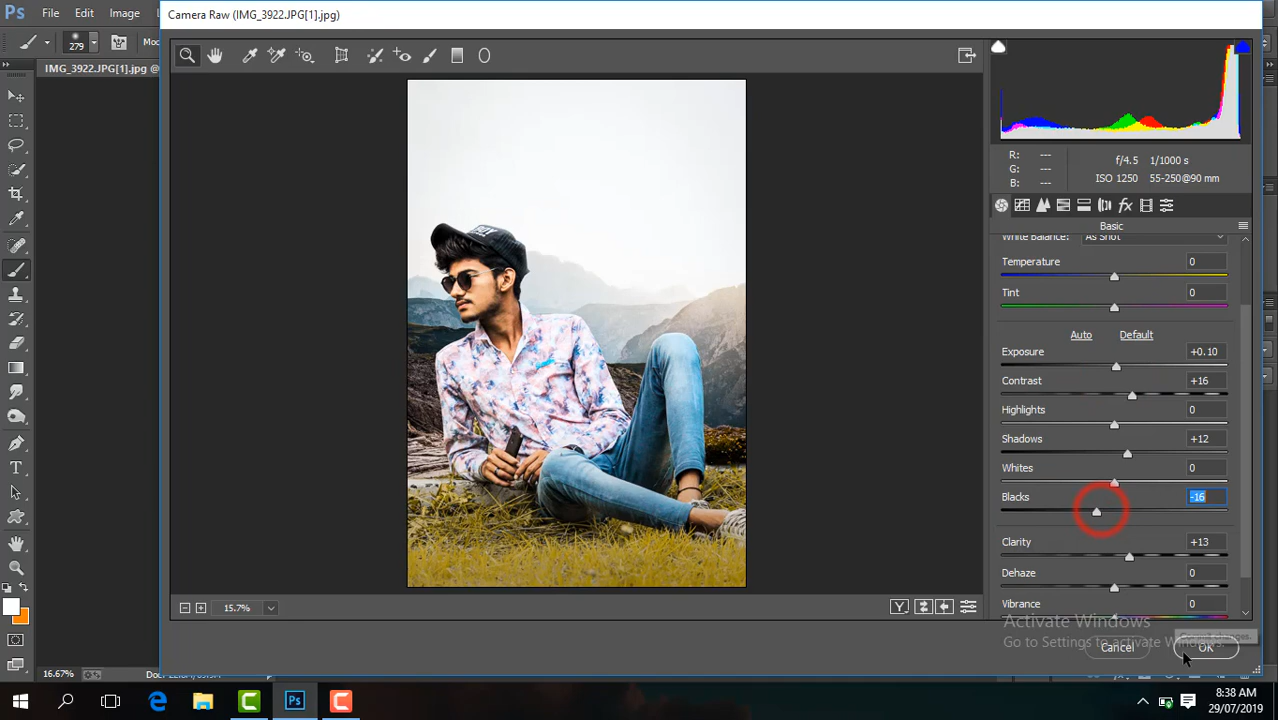 Ps File Edit Image
Camera Raw (IMG_3922.JPG[1].jpg)
279
IMG_3922.JPG[1].jpg @
R: ---
G: ---
B: ---
f/4.5 1/1000 s
ISO 1250 55-250@90 mm
fx
Basic
White Balance: As Shot
Temperature 0
Tint 0
Auto Default
Exposure +0.10
Contrast +16
Highlights 0
Shadows +12
Whites 0
Blacks -16
Clarity +13
Dehaze 0
Vibrance 0
15.7%
Y
Activate Windows
Go to Settings to activate Windows.
Cancel OK
16.67%
Ps
8:38 AM
29/07/2019